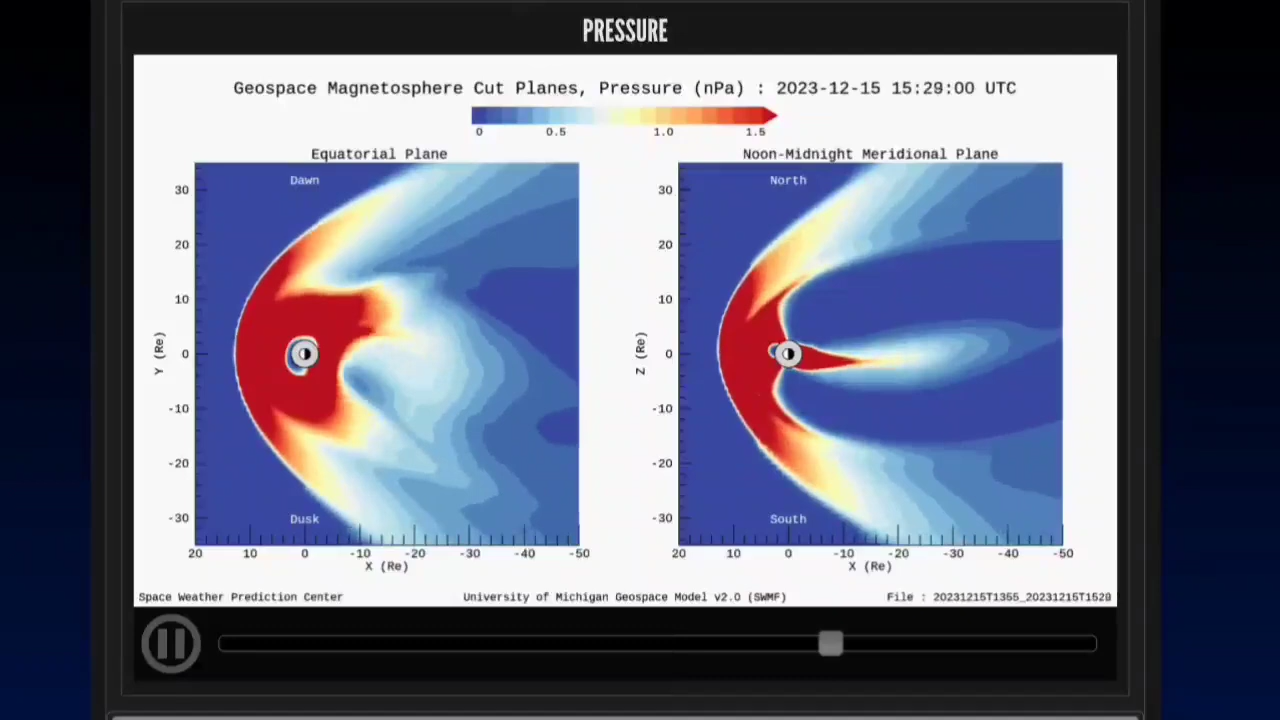 PRESSURE
Geospace Magnetosphere Cut Planes, Pressure (nPa) : 2023-12-15 15:29:00 UTC
0 0.5 1.0 1.5
Equatorial Plane
Dawn
30
20
10
0
-10
-20
-30
Y (Re)
Dusk
20 10 0 -10 -20 -30 -40 -50
X (Re)
Noon-Midnight Meridional Plane
North
30
20
10
0
-10
-20
-30
Z (Re)
South
20 10 0 -10 -20 -30 -40 -50
X (Re)
Space Weather Prediction Center
University of Michigan Geospace Model v2.0 (SWMF)
File : 20231215T1355_20231215T1520